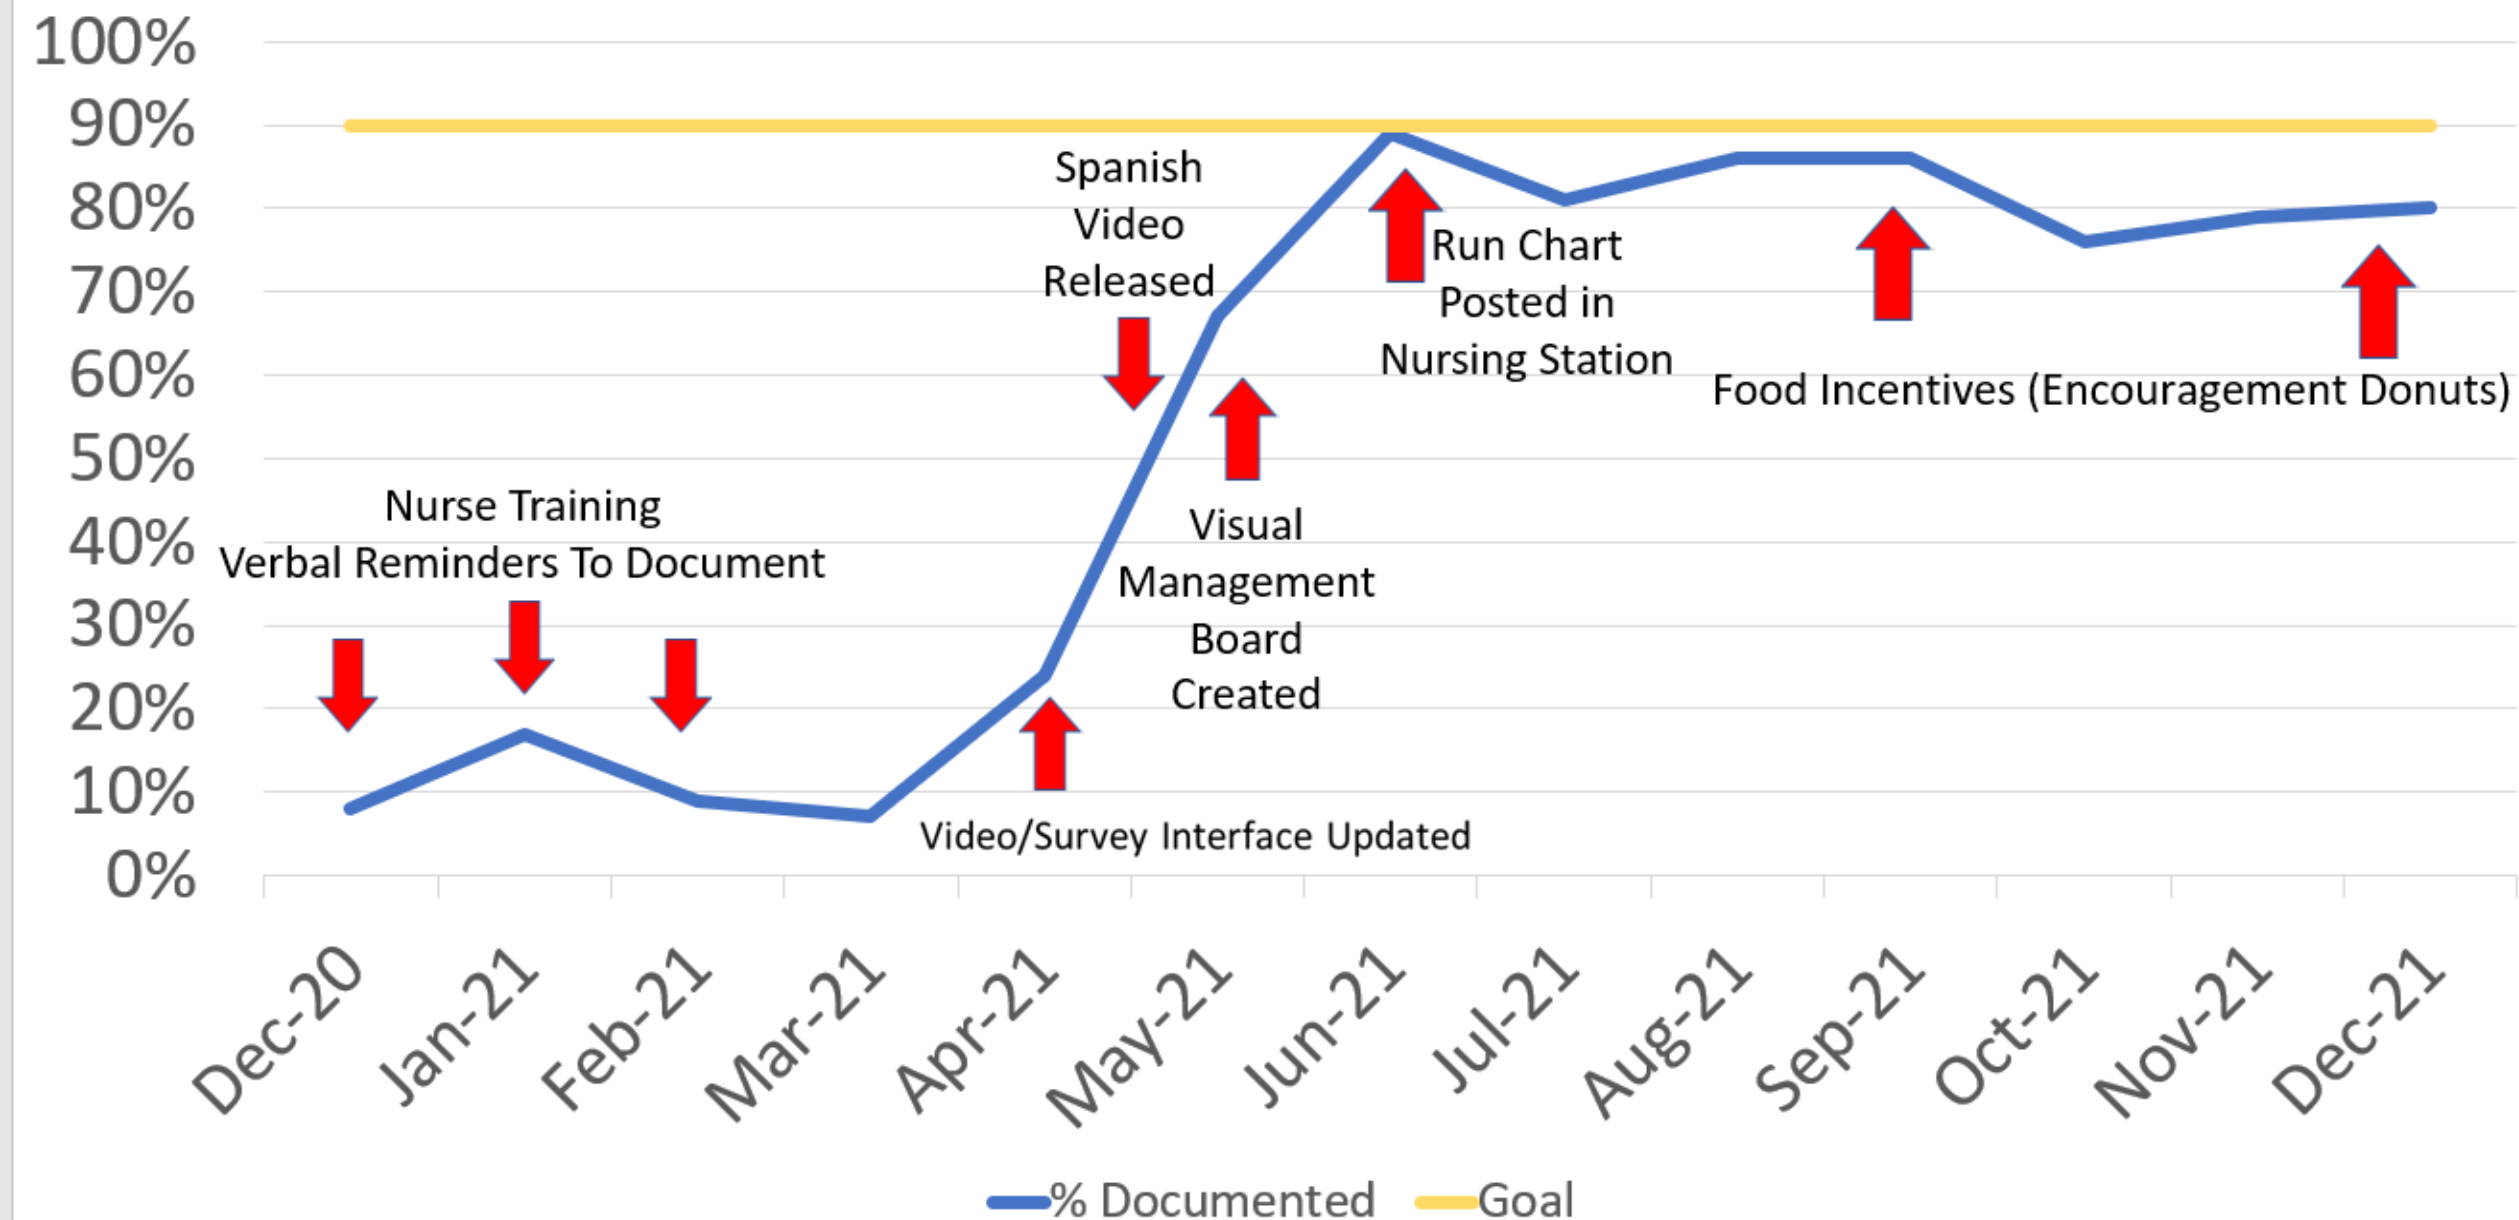 100%
90%
80%
70%
60%
50%
40%
30%
20%
10%
0%
Nurse Training
Verbal Reminders To Document
Spanish
Video
Released
Video/Survey Interface Updated
Visual
Management
Board
Created
Run Chart
Posted in
Nursing Station
Food Incentives (Encouragement Donuts)
Dec-20
Jan-21
Feb-21
Mar-21
Apr-21
May-21
Jun-21
Jul-21
Aug-21
Sep-21
Oct-21
Nov-21
Dec-21
% Documented
Goal